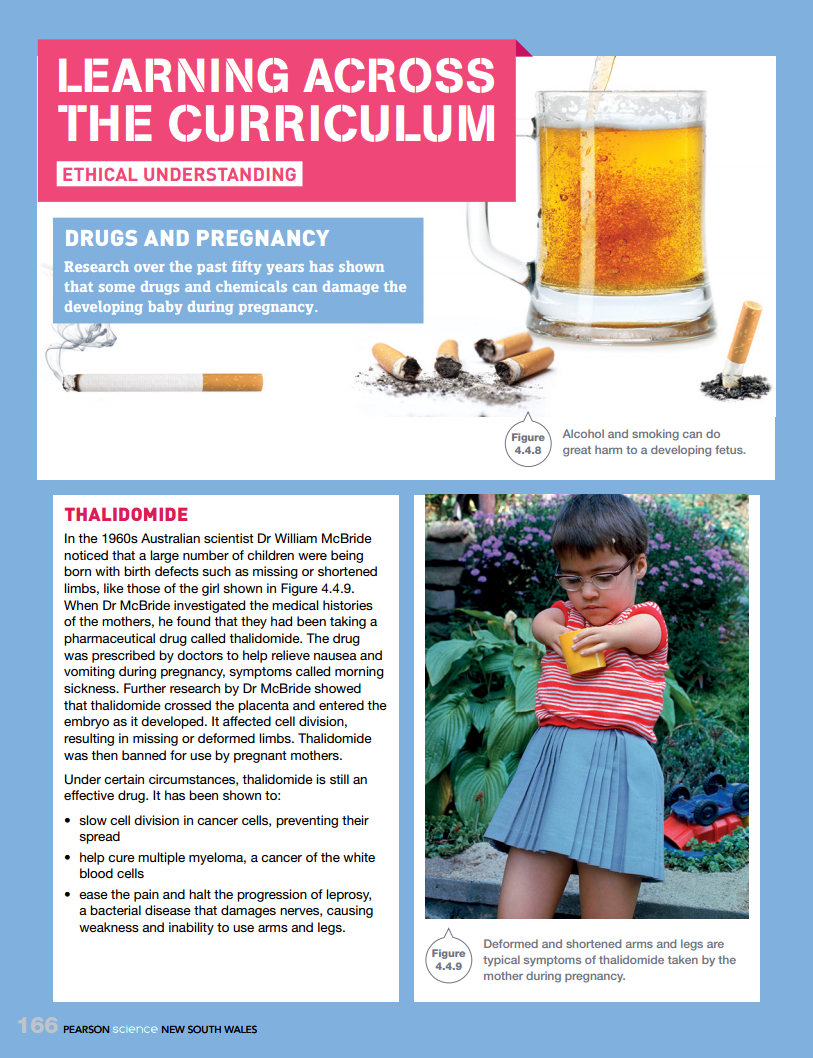 LEARNING ACROSS
THE CURRICULUM
ETHICAL UNDERSTANDING
DRUGS AND PREGNANCY
Research over the past fifty years has shown
that some drugs and chemicals can damage the
developing baby during pregnancy.
Figure
4.4.8
Alcohol and smoking can do
great harm to a developing fetus.
THALIDOMIDE
In the 1960s Australian scientist Dr William McBride
noticed that a large number of children were being
born with birth defects such as missing or shortened
limbs, like those of the girl shown in Figure 4.4.9.
When Dr McBride investigated the medical histories
of the mothers, he found that they had been taking a
pharmaceutical drug called thalidomide. The drug
was prescribed by doctors to help relieve nausea and
vomiting during pregnancy, symptoms called morning
sickness. Further research by Dr McBride showed
that thalidomide crossed the placenta and entered the
embryo as it developed. It affected cell division,
resulting in missing or deformed limbs. Thalidomide
was then banned for use by pregnant mothers.
Under certain circumstances, thalidomide is still an
effective drug. It has been shown to:
• slow cell division in cancer cells, preventing their
spread
• help cure multiple myeloma, a cancer of the white
blood cells
• ease the pain and halt the progression of leprosy,
a bacterial disease that damages nerves, causing
weakness and inability to use arms and legs.
Figure
4.4.9
Deformed and shortened arms and legs are
typical symptoms of thalidomide taken by the
mother during pregnancy.
166 PEARSON science NEW SOUTH WALES